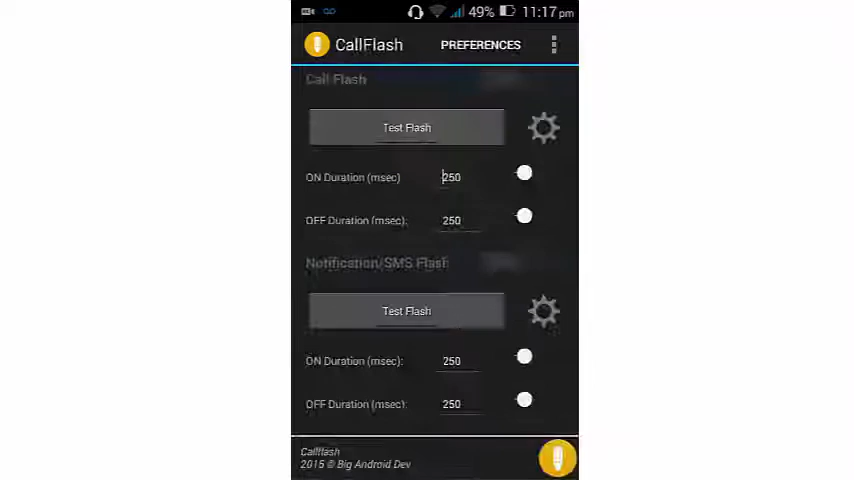 49% 11:17 pm
CallFlash PREFERENCES
Call Flash
Test Flash
ON Duration (msec) 250
OFF Duration (msec): 250
Notification/SMS Flash
Test Flash
ON Duration (msec): 250
OFF Duration (msec): 250
Callflash
2015 © Big Android Dev